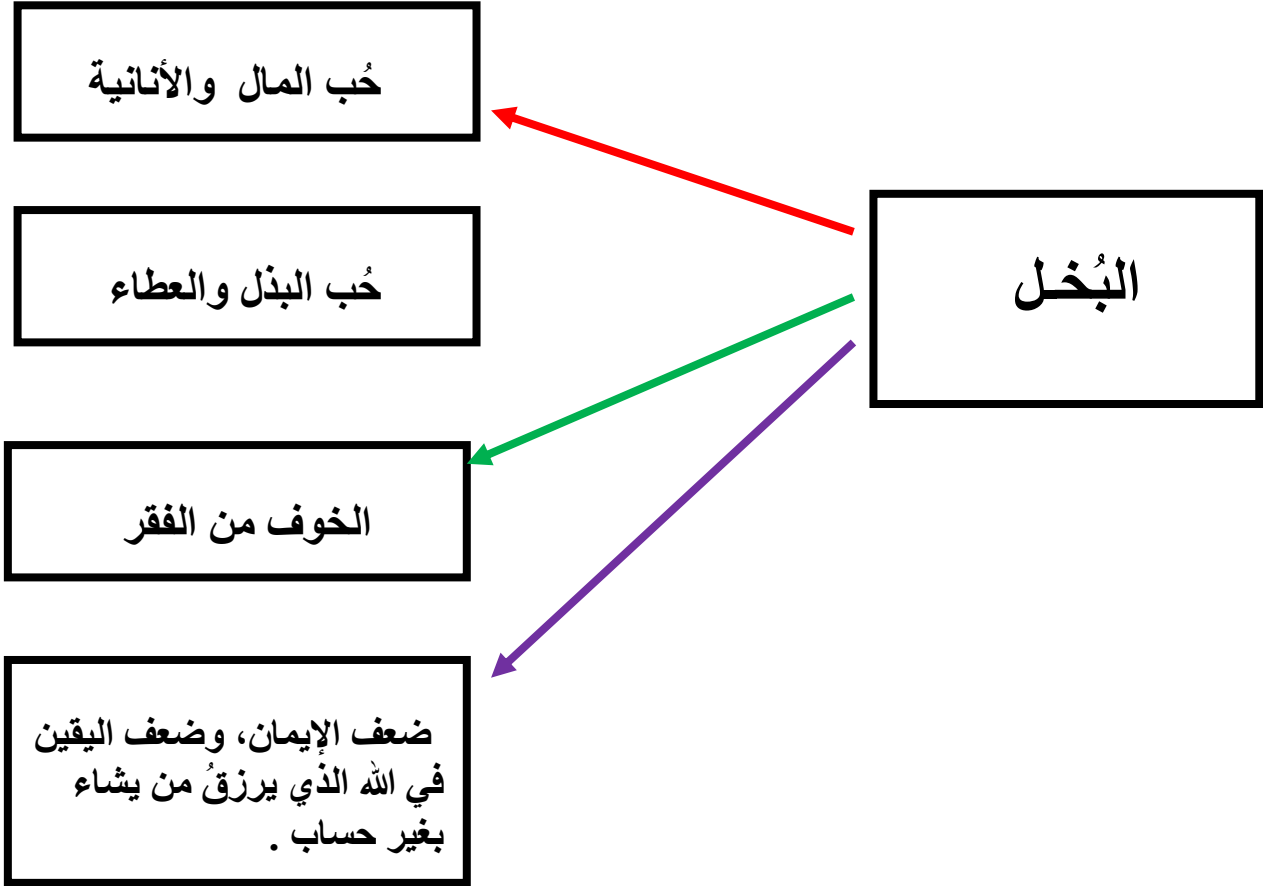 البُخـل
حُب المال والأنانية
حُب البذل والعطاء
الخوف من الفقر
ضعف الإيمان، وضعف اليقين
في الله الذي يرزقُ من يشاء
بغير حساب .